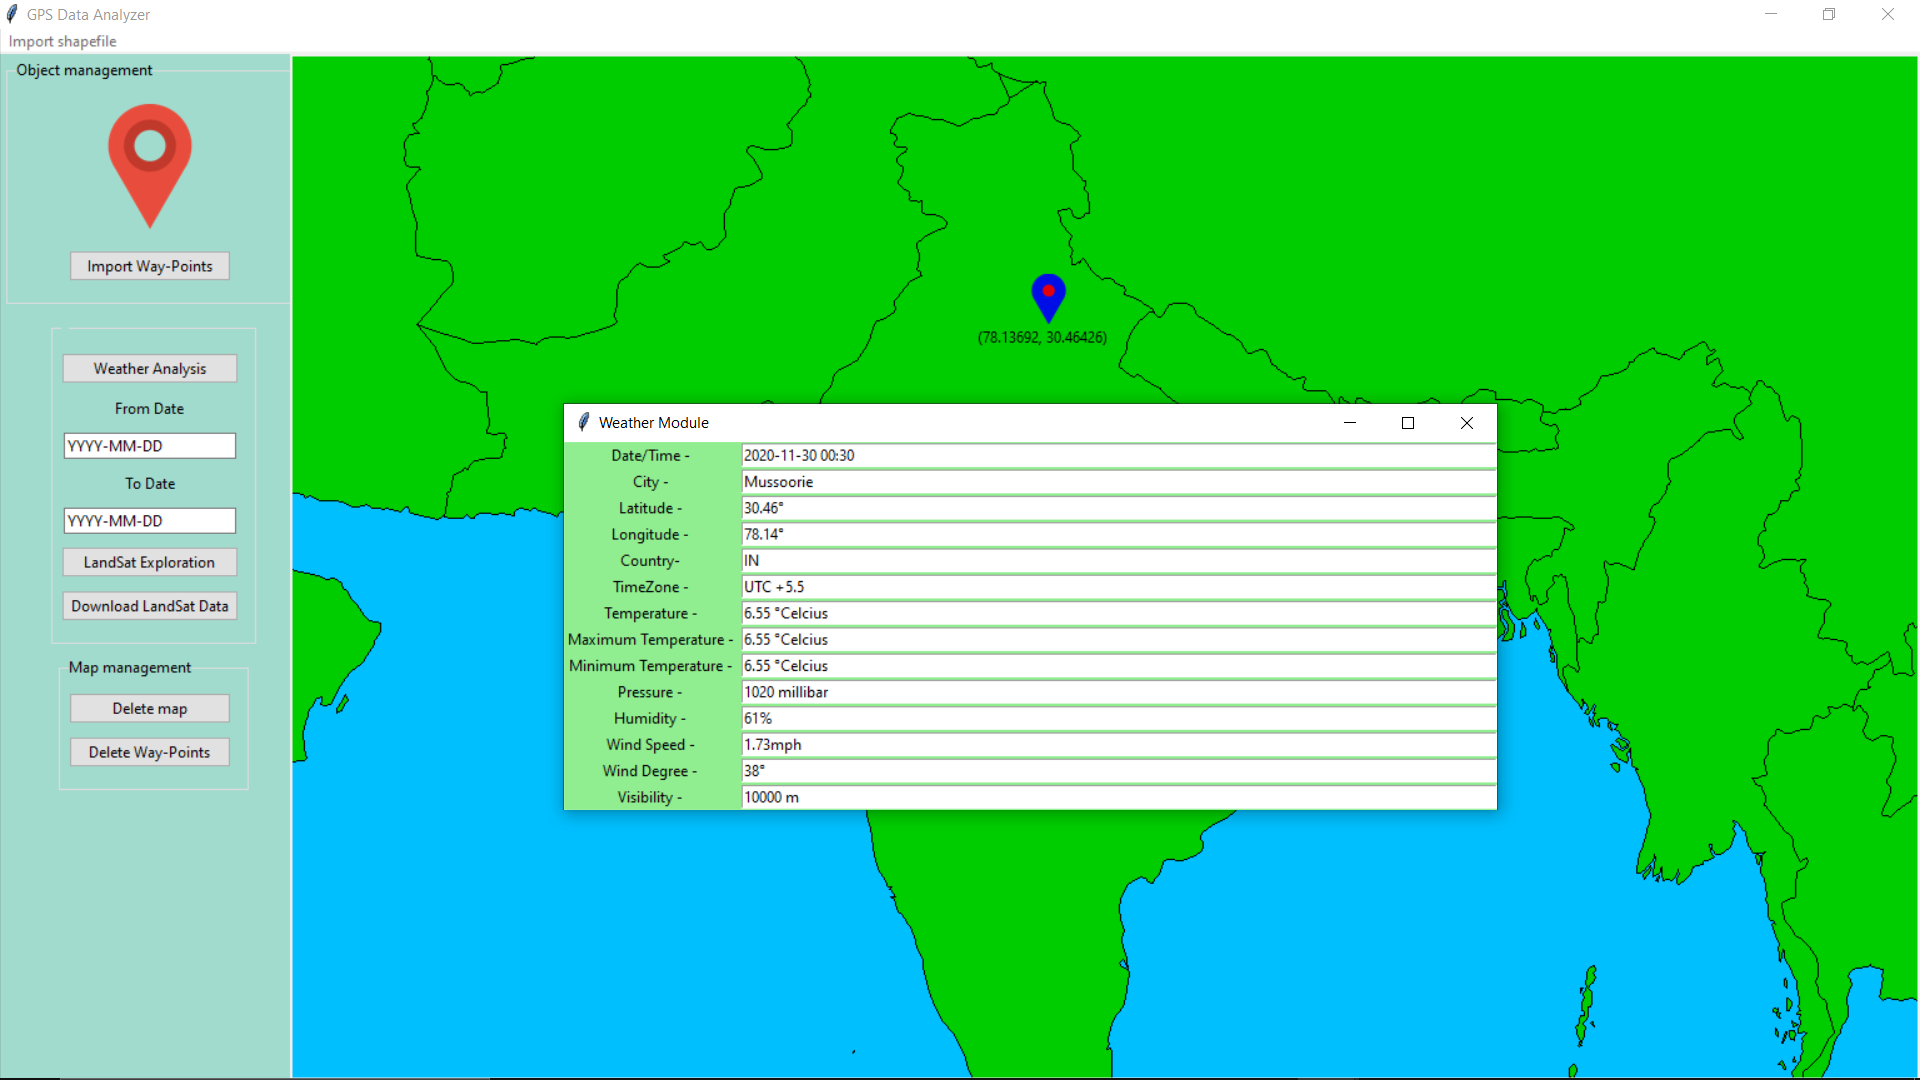 GPS Data Analyzer
Import shapefile
Object management
Import Way-Points
Weather Analysis
From Date
YYYY-MM-DD
To Date
YYYY-MM-DD
LandSat Exploration
Download LandSat Data
Map management
Delete map
Delete Way-Points
(78.13692, 30.46426)
Weather Module
Date/Time - 2020-11-30 00:30
City - Mussoorie
Latitude - 30.46°
Longitude - 78.14°
Country- IN
TimeZone - UTC +5.5
Temperature - 6.55 °Celcius
Maximum Temperature - 6.55 °Celcius
Minimum Temperature - 6.55 °Celcius
Pressure - 1020 millibar
Humidity - 61%
Wind Speed - 1.73mph
Wind Degree - 38°
Visibility - 10000 m